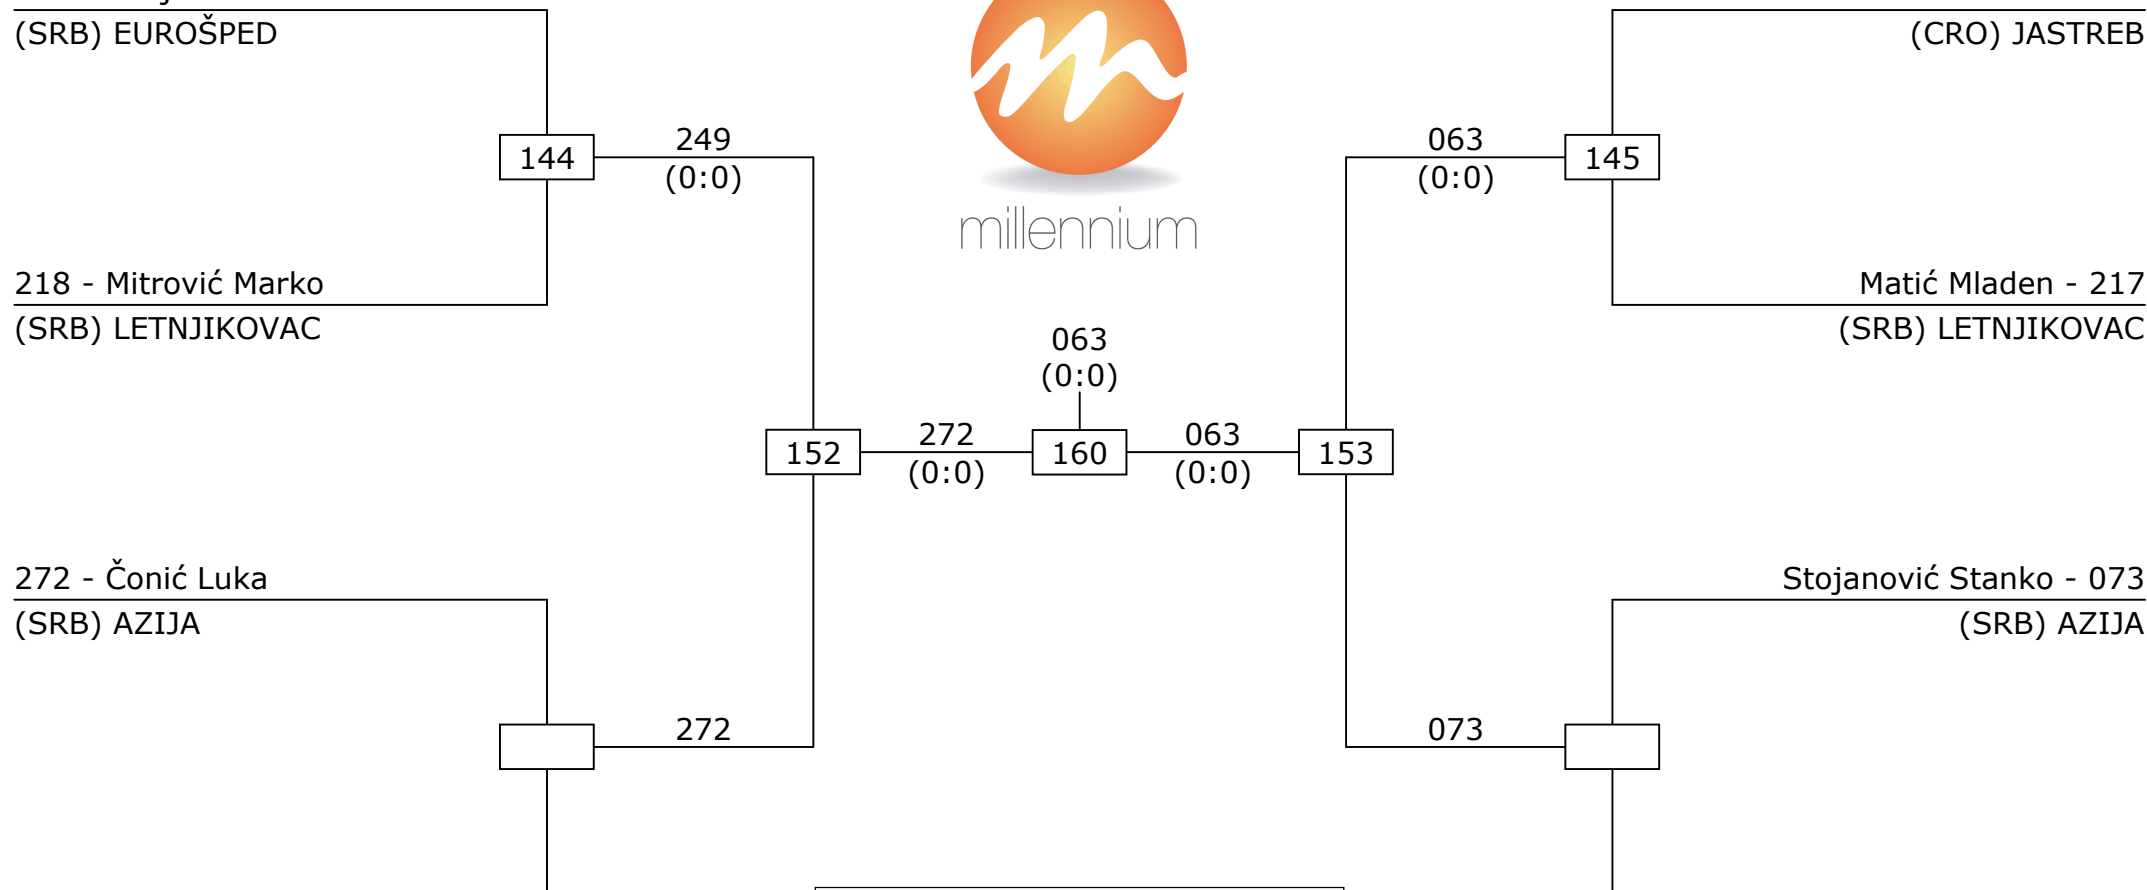 (SRB) EUROŠPED
(CRO) JASTREB
144
249
(0:0)
063
(0:0)
145
millennium
218 - Mitrović Marko
(SRB) LETNJIKOVAC
Matić Mladen - 217
(SRB) LETNJIKOVAC
063
(0:0)
152
272
(0:0)
160
063
(0:0)
153
272 - Čonić Luka
(SRB) AZIJA
Stojanović Stanko - 073
(SRB) AZIJA
272
073